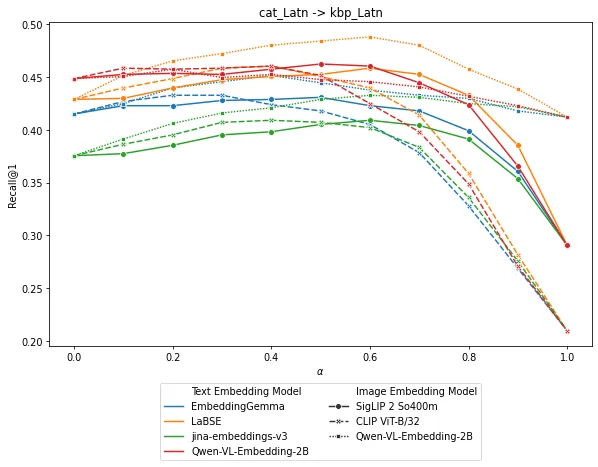 cat_Latn -> kbp_Latn
Recall@1
0.50
0.45
0.40
0.35
0.30
0.25
0.20
0.0 0.2 0.4 0.6 0.8 1.0
α
Text Embedding Model
EmbeddingGemma
LaBSE
jina-embeddings-v3
Qwen-VL-Embedding-2B
Image Embedding Model
SigLIP 2 So400m
CLIP ViT-B/32
Qwen-VL-Embedding-2B